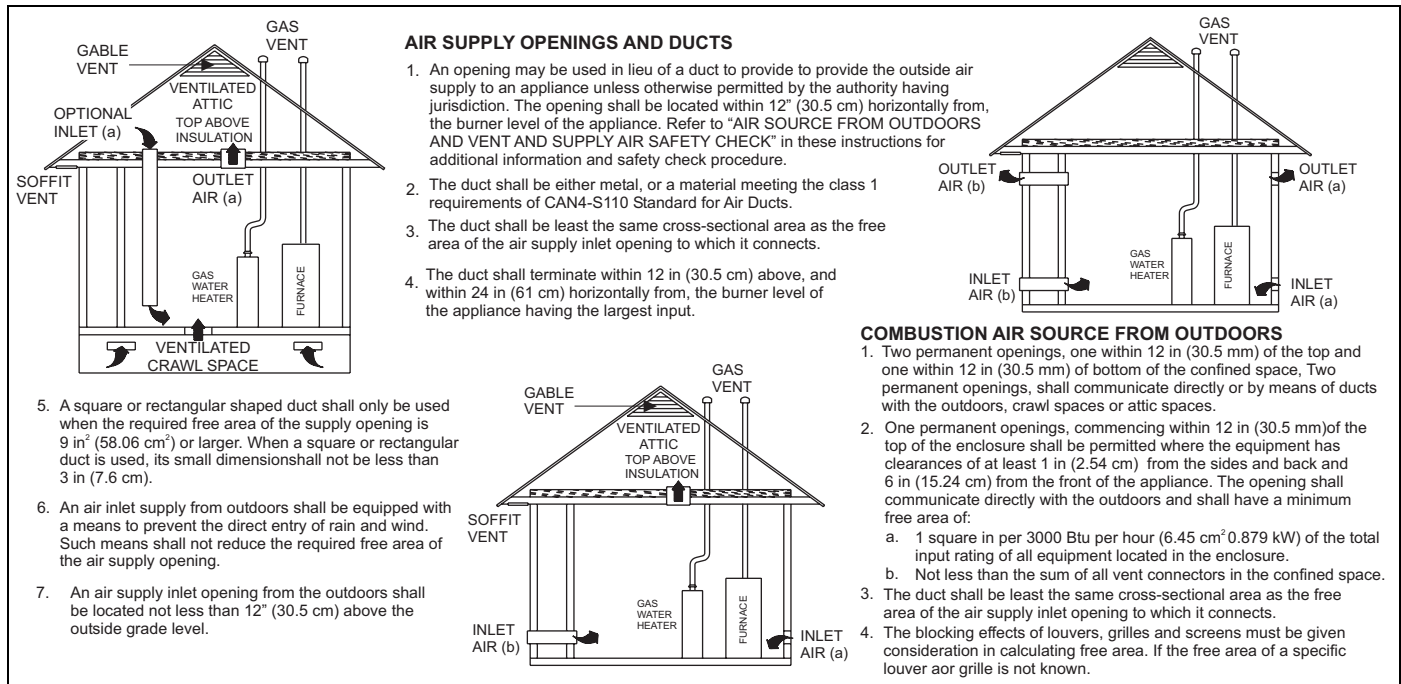 GABLE
VENT
GAS
VENT
VENTILATED
ATTIC
OPTIONAL
INLET (a)
TOP ABOVE
INSULATION
SOFFIT
VENT
OUTLET
AIR (a)
GAS
WATER
HEATER
FURNACE
VENTILATED
CRAWL SPACE
AIR SUPPLY OPENINGS AND DUCTS
1. An opening may be used in lieu of a duct to provide to provide the outside air
supply to an appliance unless otherwise permitted by the authority having
jurisdiction. The opening shall be located within 12” (30.5 cm) horizontally from,
the burner level of the appliance. Refer to “AIR SOURCE FROM OUTDOORS
AND VENT AND SUPPLY AIR SAFETY CHECK” in these instructions for
additional information and safety check procedure.
2. The duct shall be either metal, or a material meeting the class 1
requirements of CAN4-S110 Standard for Air Ducts.
3. The duct shall be least the same cross-sectional area as the free
area of the air supply inlet opening to which it connects.
4. The duct shall terminate within 12 in (30.5 cm) above, and
within 24 in (61 cm) horizontally from, the burner level of
the appliance having the largest input.
5. A square or rectangular shaped duct shall only be used
when the required free area of the supply opening is
9 in² (58.06 cm²) or larger. When a square or rectangular
duct is used, its small dimensionshall not be less than
3 in (7.6 cm).
6. An air inlet supply from outdoors shall be equipped with
a means to prevent the direct entry of rain and wind.
Such means shall not reduce the required free area of
the air supply opening.
7. An air supply inlet opening from the outdoors shall
be located not less than 12” (30.5 cm) above the
outside grade level.
GABLE
VENT
GAS
VENT
VENTILATED
ATTIC
TOP ABOVE
INSULATION
SOFFIT
VENT
GAS
WATER
HEATER
FURNACE
INLET
AIR (b)
INLET
AIR (a)
GAS
VENT
OUTLET
AIR (b)
OUTLET
AIR (a)
GAS
WATER
HEATER
FURNACE
INLET
AIR (b)
INLET
AIR (a)
COMBUSTION AIR SOURCE FROM OUTDOORS
1. Two permanent openings, one within 12 in (30.5 mm) of the top and
one within 12 in (30.5 mm) of bottom of the confined space, Two
permanent openings, shall communicate directly or by means of ducts
with the outdoors, crawl spaces or attic spaces.
2. One permanent openings, commencing within 12 in (30.5 mm)of the
top of the enclosure shall be permitted where the equipment has
clearances of at least 1 in (2.54 cm) from the sides and back and
6 in (15.24 cm) from the front of the appliance. The opening shall
communicate directly with the outdoors and shall have a minimum
free area of:
a. 1 square in per 3000 Btu per hour (6.45 cm² 0.879 kW) of the total
input rating of all equipment located in the enclosure.
b. Not less than the sum of all vent connectors in the confined space.
3. The duct shall be least the same cross-sectional area as the free
area of the air supply inlet opening to which it connects.
4. The blocking effects of louvers, grilles and screens must be given
consideration in calculating free area. If the free area of a specific
louver aor grille is not known.